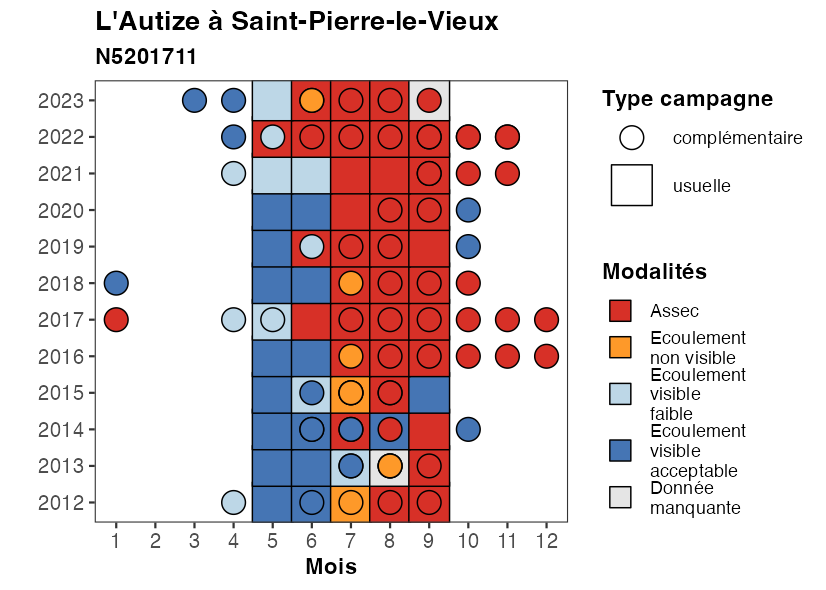 L'Autize à Saint-Pierre-le-Vieux
N5201711
2023
2022
2021
2020
2019
2018
2017
2016
2015
2014
2013
2012
1 2 3 4 5 6 7 8 9 10 11 12
Mois
Type campagne
complémentaire
usuelle
Modalités
Assec
Ecoulement
non visible
Ecoulement
visible
faible
Ecoulement
visible
acceptable
Donnée
manquante